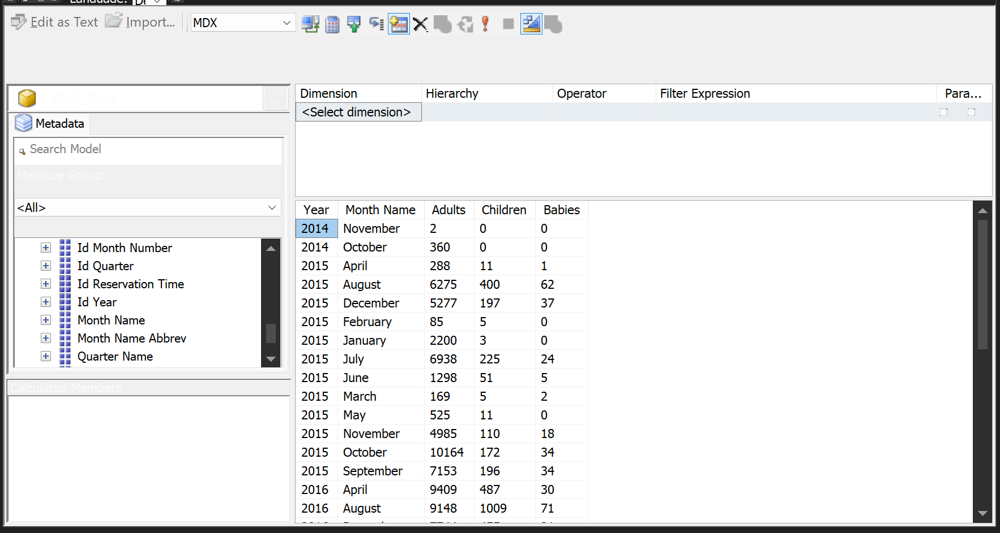 Language: De
Edit as Text Import... MDX
OLAP_DoAn ...
Metadata
Search Model
Measure Group:
<All>
Id Month Number
Id Quarter
Id Reservation Time
Id Year
Month Name
Month Name Abbrev
Quarter Name
Calculated Members
Dimension Hierarchy Operator Filter Expression Para...
<Select dimension>
Year Month Name Adults Children Babies
2014 November 2 0 0
2014 October 360 0 0
2015 April 288 11 1
2015 August 6275 400 62
2015 December 5277 197 37
2015 February 85 5 0
2015 January 2200 3 0
2015 July 6938 225 24
2015 June 1298 51 5
2015 March 169 5 2
2015 May 525 11 0
2015 November 4985 110 18
2015 October 10164 172 34
2015 September 7153 196 34
2016 April 9409 487 30
2016 August 9148 1009 71